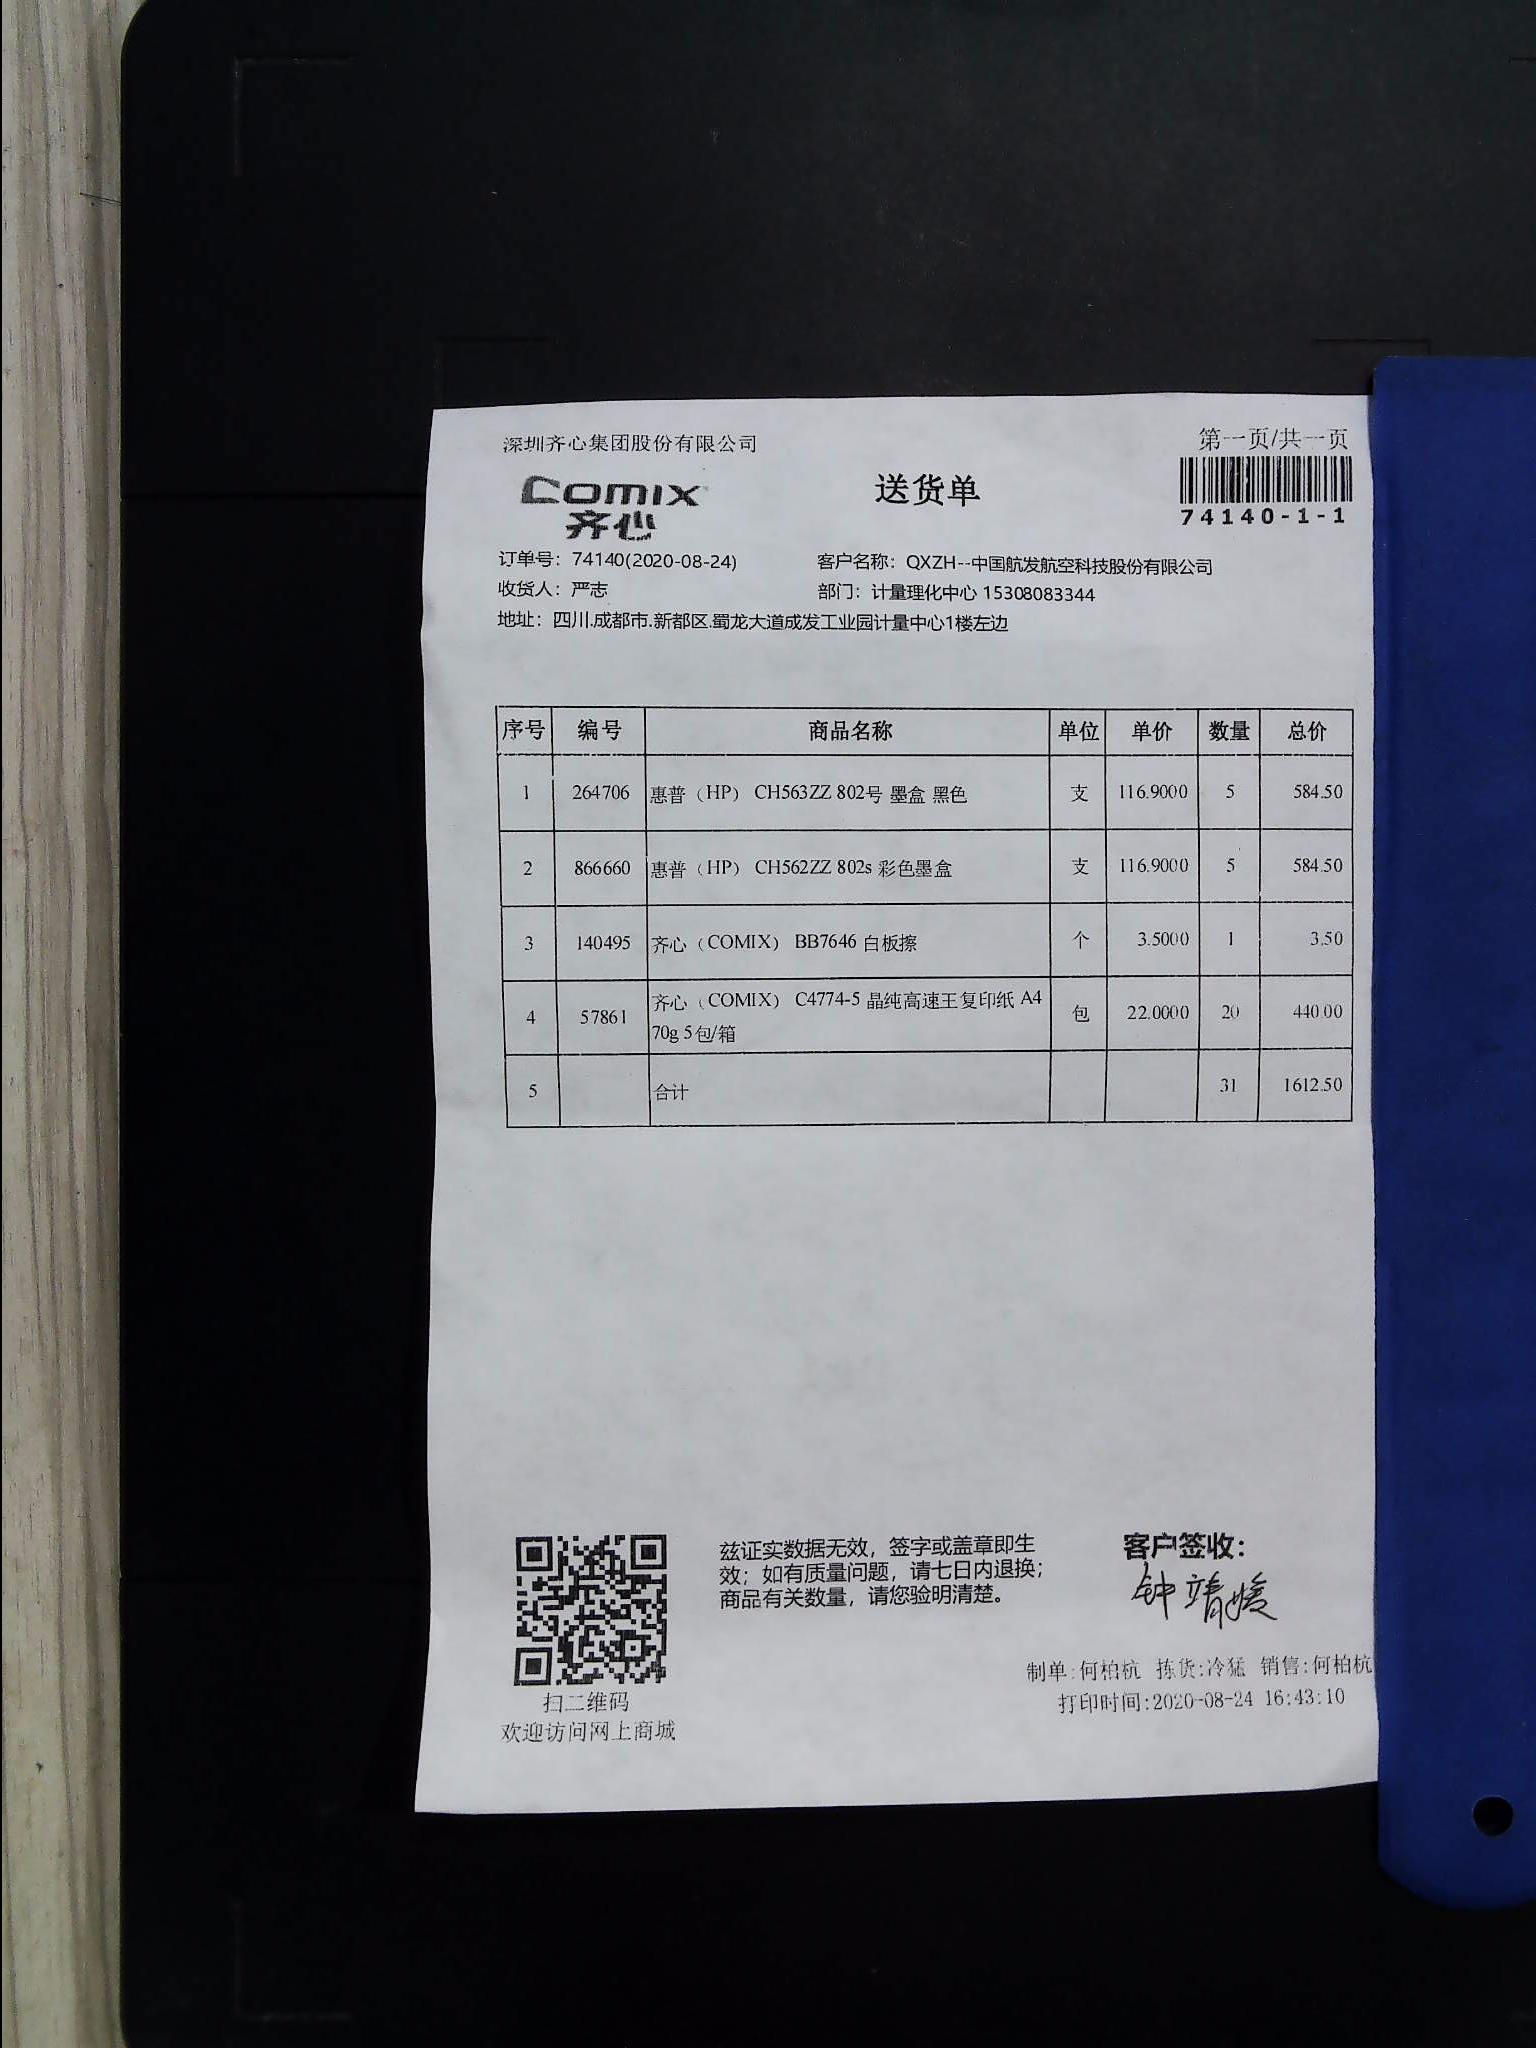 深圳齐心集团股份有限公司
第一页/共一页
comix
齐心
送货单
74140-1-1
订单号：74140(2020-08-24)
客户名称：QXZH--中国航发航空科技股份有限公司
收货人：严志
部门：计量理化中心 15308083344
地址：四川.成都市.新都区.蜀龙大道成发工业园计量中心1楼左边
序号 编号 商品名称 单位 单价 数量 总价
1 264706 惠普（HP） CH563ZZ 802号 墨盒 黑色 支 116.9000 5 584.50
2 866660 惠普（HP） CH562ZZ 802s 彩色墨盒 支 116.9000 5 584.50
3 140495 齐心（COMIX） BB7646 白板擦 个 3.5000 1 3.50
4 57861 齐心（COMIX） C4774-5 晶纯高速王复印纸 A4 包 22.0000 20 440.00
70g 5包/箱
5 合计 31 1612.50
兹证实数据无效，签字或盖章即生
效；如有质量问题，请七日内退换；
商品有关数量，请您验明清楚。
客户签收：
钟靖媛
扫二维码
欢迎访问网上商城
制单:何柏杭 拣货:冷猛 销售:何柏杭
打印时间:2020-08-24 16:43:10